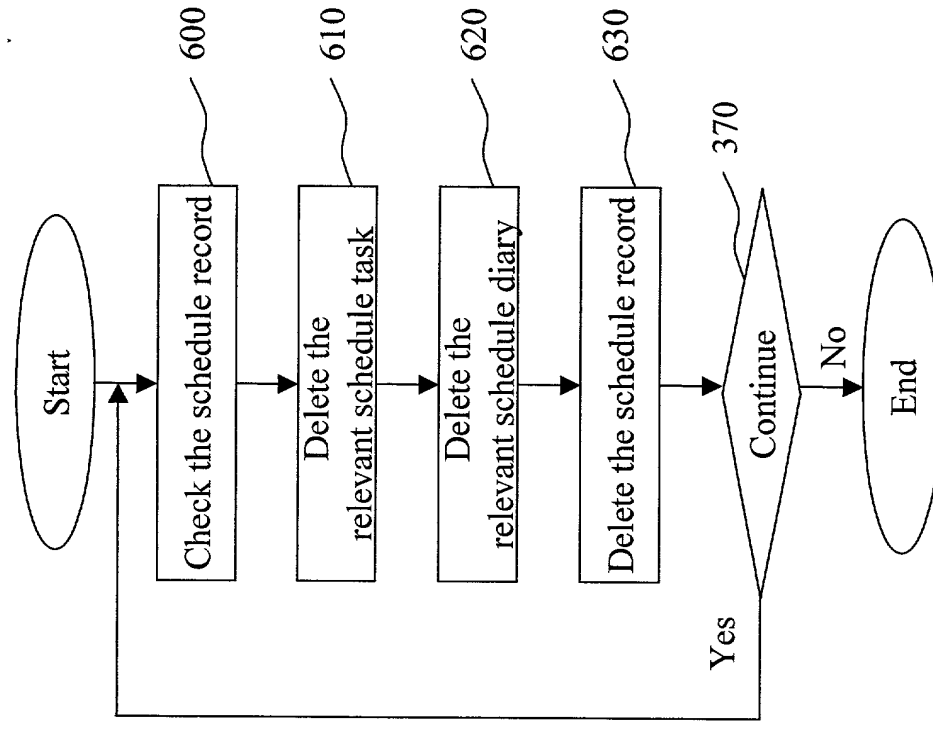 Start
Check the schedule record
600
Delete the
relevant schedule task
610
Delete the
relevant schedule diary
620
Delete the schedule record
630
Continue
370
Yes
No
End